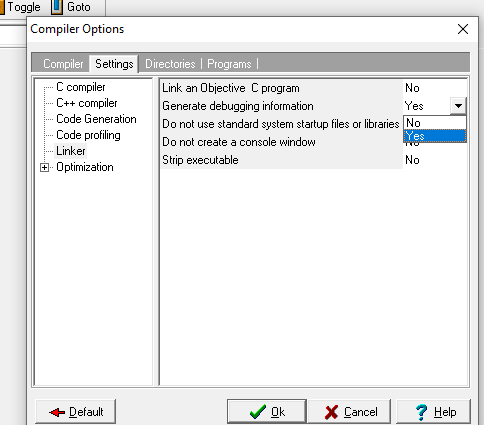 Toggle Goto
Compiler Options
Compiler Settings Directories Programs
C compiler
C++ compiler
Code Generation
Code profiling
Linker
Optimization
Link an Objective C program No
Generate debugging information Yes
Do not use standard system startup files or libraries No
Yes
Do not create a console window No
Strip executable No
Default Ok Cancel Help